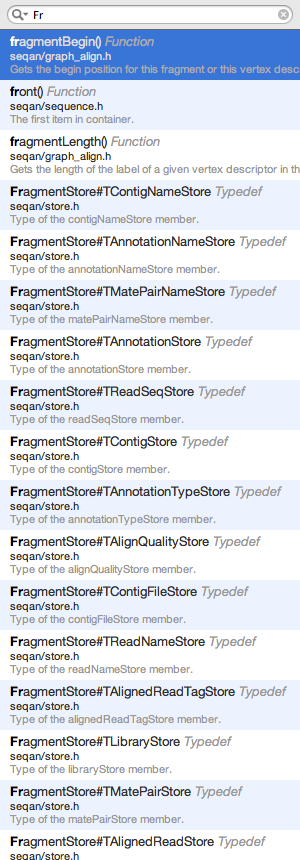 Fr
fragmentBegin() Function
seqan/graph_align.h
Gets the begin position for this fragment or this vertex desc
front() Function
seqan/sequence.h
The first item in container.
fragmentLength() Function
seqan/graph_align.h
Gets the length of the label of a given vertex descriptor in th
FragmentStore#TContigNameStore Typedef
seqan/store.h
Type of the contigNameStore member.
FragmentStore#TAnnotationNameStore Typedef
seqan/store.h
Type of the annotationNameStore member.
FragmentStore#TMatePairNameStore Typedef
seqan/store.h
Type of the matePairNameStore member.
FragmentStore#TAnnotationStore Typedef
seqan/store.h
Type of the annotationStore member.
FragmentStore#TReadSeqStore Typedef
seqan/store.h
Type of the readSeqStore member.
FragmentStore#TContigStore Typedef
seqan/store.h
Type of the contigStore member.
FragmentStore#TAnnotationTypeStore Typedef
seqan/store.h
Type of the annotationTypeStore member.
FragmentStore#TAlignQualityStore Typedef
seqan/store.h
Type of the alignQualityStore member.
FragmentStore#TContigFileStore Typedef
seqan/store.h
Type of the contigFileStore member.
FragmentStore#TReadNameStore Typedef
seqan/store.h
Type of the readNameStore member.
FragmentStore#TAlignedReadTagStore Typedef
seqan/store.h
Type of the alignedReadTagStore member.
FragmentStore#TLibraryStore Typedef
seqan/store.h
Type of the libraryStore member.
FragmentStore#TMatePairStore Typedef
seqan/store.h
Type of the matePairStore member.
FragmentStore#TAlignedReadStore Typedef
seqan/store.h